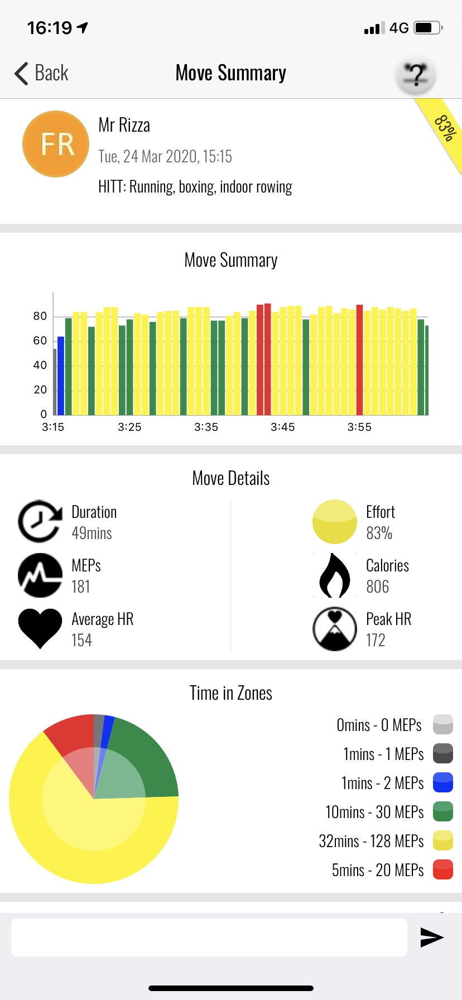 16:19
4G
Back
Move Summary
?
83%
FR
Mr Rizza
Tue, 24 Mar 2020, 15:15
HITT: Running, boxing, indoor rowing
Move Summary
80
60
40
20
0
3:15 3:25 3:35 3:45 3:55
Move Details
Duration
49mins
Effort
83%
MEPs
181
Calories
806
Average HR
154
Peak HR
172
Time in Zones
0mins - 0 MEPs
1mins - 1 MEPs
1mins - 2 MEPs
10mins - 30 MEPs
32mins - 128 MEPs
5mins - 20 MEPs